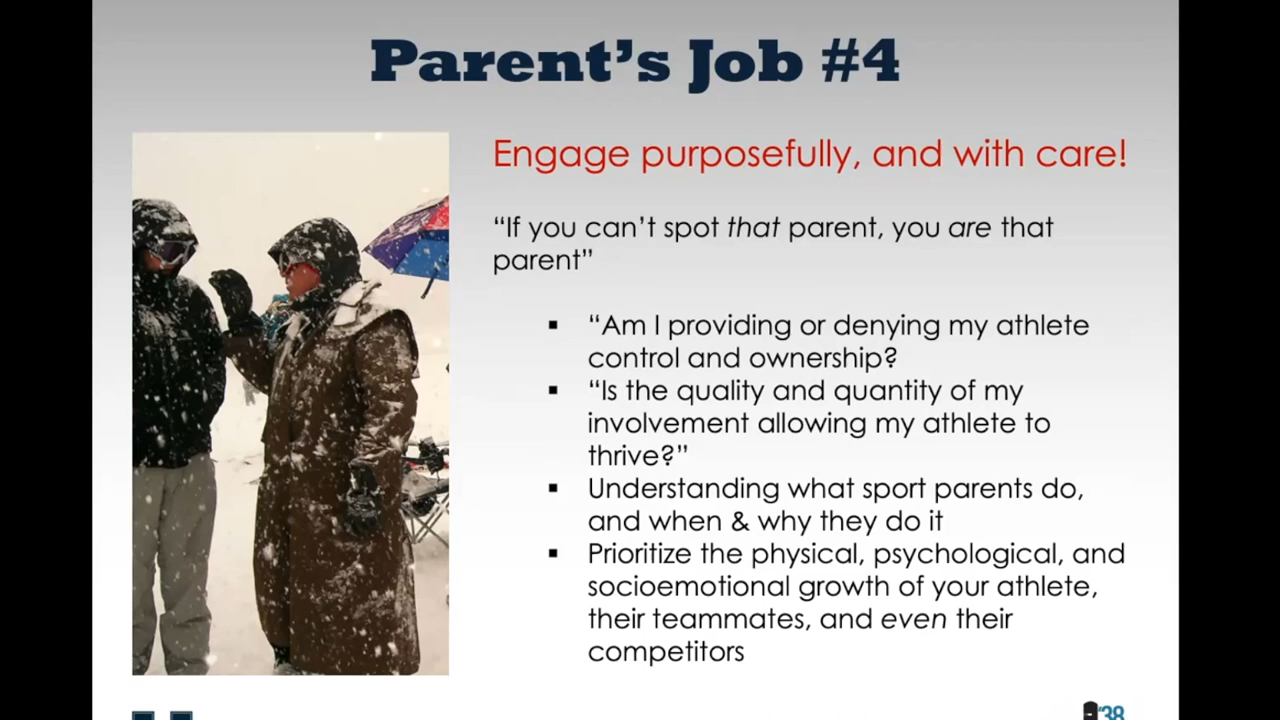 Parent’s Job #4
Engage purposefully, and with care!
“If you can’t spot that parent, you are that
parent”
▪ “Am I providing or denying my athlete
control and ownership?
▪ “Is the quality and quantity of my
involvement allowing my athlete to
thrive?”
▪ Understanding what sport parents do,
and when & why they do it
▪ Prioritize the physical, psychological, and
socioemotional growth of your athlete,
their teammates, and even their
competitors
'38